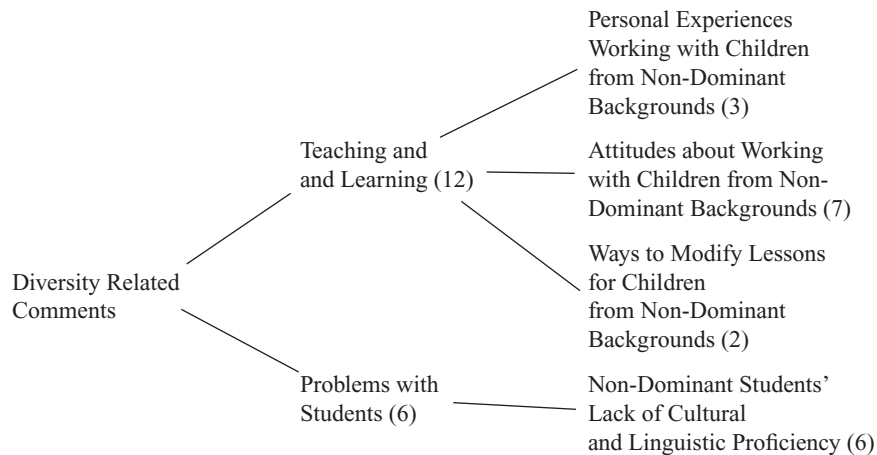 Personal Experiences
Working with Children
from Non-Dominant
Backgrounds (3)
Teaching and
and Learning (12)
Attitudes about Working
with Children from Non-
Dominant Backgrounds (7)
Ways to Modify Lessons
for Children
from Non-Dominant
Backgrounds (2)
Diversity Related
Comments
Problems with
Students (6)
Non-Dominant Students’
Lack of Cultural
and Linguistic Proficiency (6)